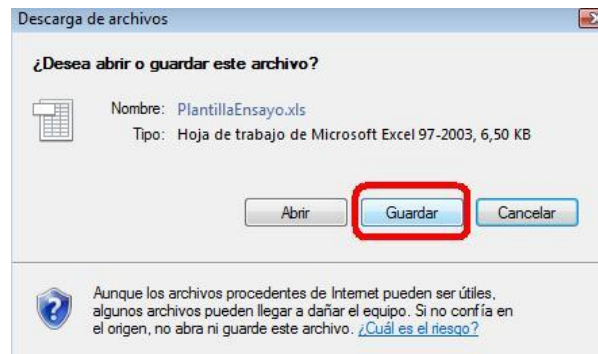 Descarga de archivos
¿Desea abrir o guardar este archivo?
Nombre: PlantillaEnsayo.xls
Tipo: Hoja de trabajo de Microsoft Excel 97-2003, 6,50 KB
Abrir Guardar Cancelar
Aunque los archivos procedentes de Internet pueden ser útiles,
algunos archivos pueden llegar a dañar el equipo. Si no confía en
el origen, no abra ni guarde este archivo. ¿Cuál es el riesgo?